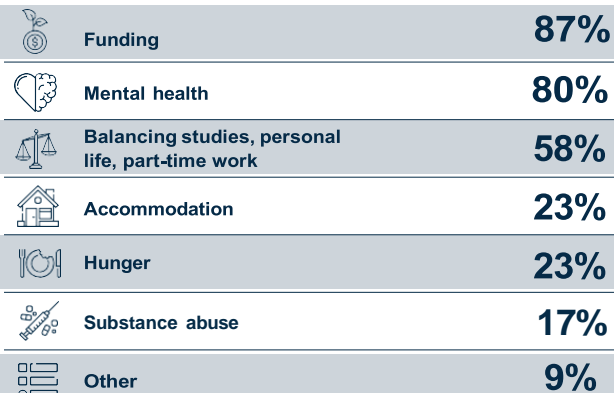 Funding 87%
Mental health 80%
Balancing studies, personal
life, part-time work 58%
Accommodation 23%
Hunger 23%
Substance abuse 17%
Other 9%